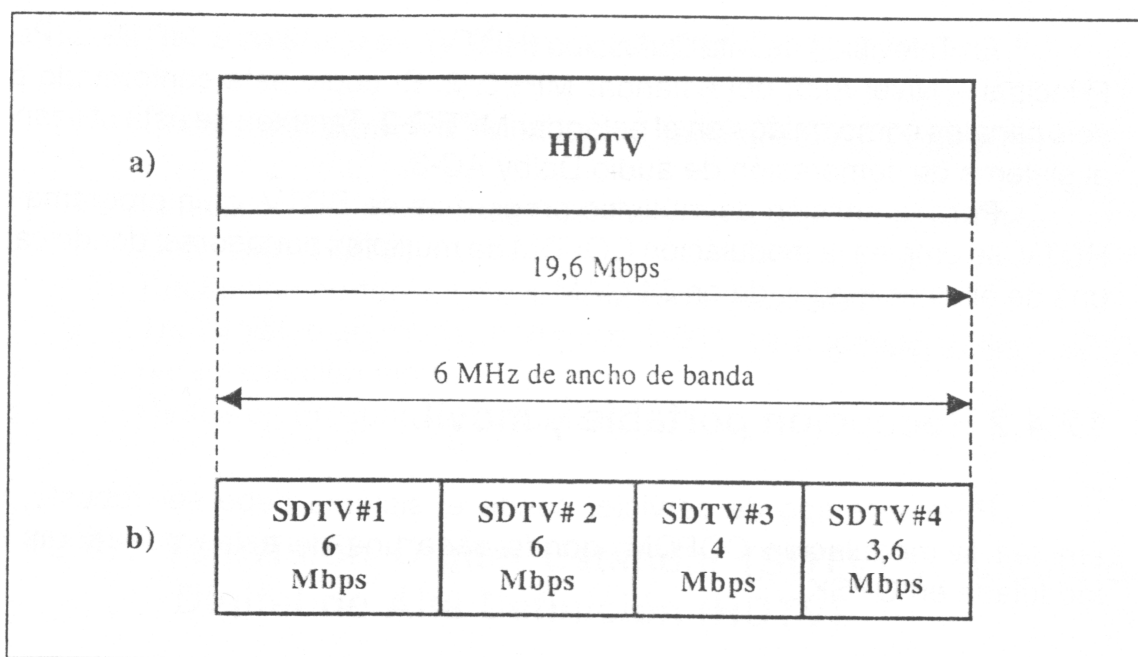 a)
HDTV
19,6 Mbps
6 MHz de ancho de banda
b)
SDTV#1
6
Mbps
SDTV# 2
6
Mbps
SDTV#3
4
Mbps
SDTV#4
3,6
Mbps